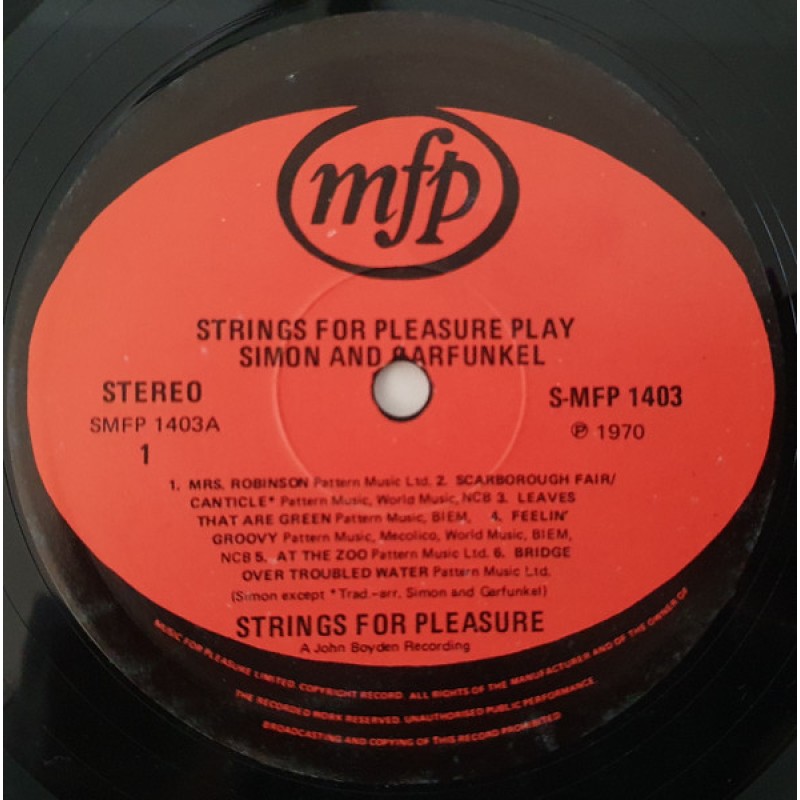 mfp
STRINGS FOR PLEASURE PLAY
SIMON AND GARFUNKEL
STEREO
SMFP 1403A
1
S-MFP 1403
℗ 1970
1. MRS. ROBINSON Pattern Music Ltd. 2. SCARBOROUGH FAIR/
CANTICLE* Pattern Music, World Music, NCB 3. LEAVES
THAT ARE GREEN Pattern Music, BIEM, 4. FEELIN'
GROOVY Pattern Music, Mecolico, World Music, BIEM,
NCB 5. AT THE ZOO Pattern Music Ltd. 6. BRIDGE
OVER TROUBLED WATER Pattern Music Ltd.
(Simon except *Trad.-arr. Simon and Garfunkel)
STRINGS FOR PLEASURE
A John Boyden Recording
MUSIC FOR PLEASURE LIMITED. COPYRIGHT RECORD. ALL RIGHTS OF THE MANUFACTURER AND OF THE OWNER OF
THE RECORDED WORK RESERVED. UNAUTHORISED PUBLIC PERFORMANCE,
BROADCASTING AND COPYING OF THIS RECORD PROHIBITED